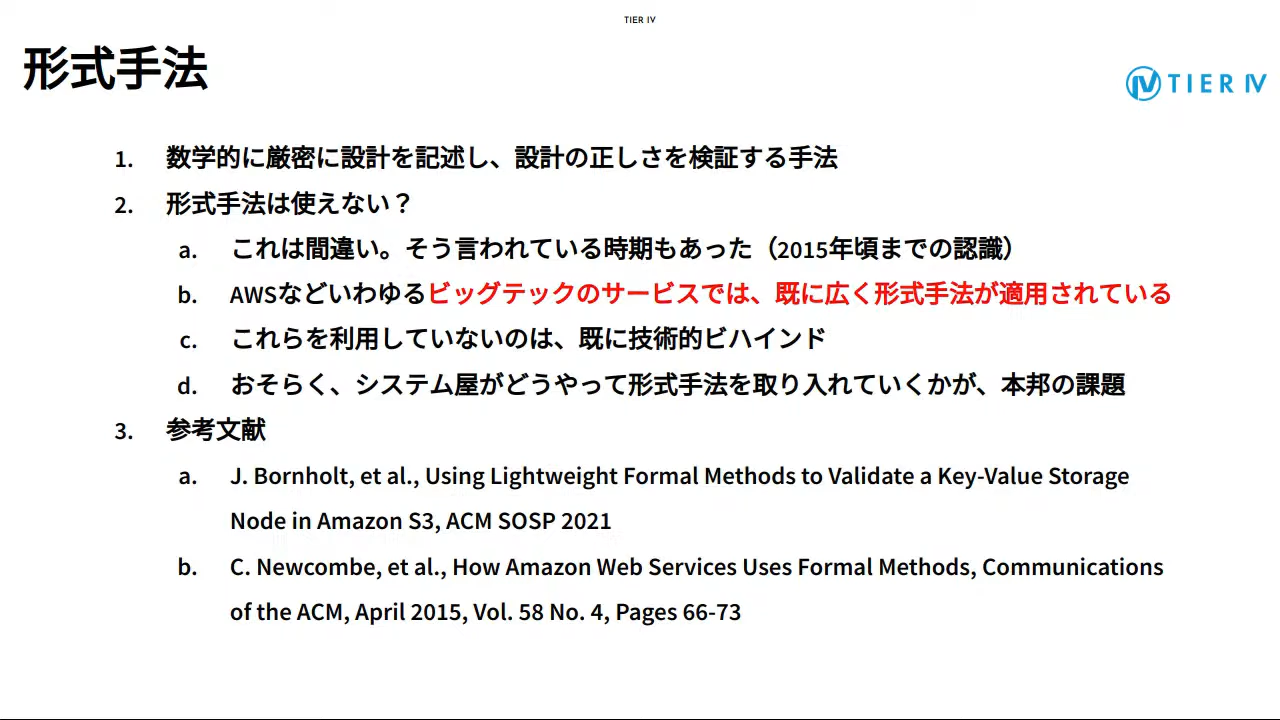 TIER IV
形式手法
TIER IV
1. 数学的に厳密に設計を記述し、設計の正しさを検証する手法
2. 形式手法は使えない？
a. これは間違い。そう言われている時期もあった（2015年頃までの認識）
b. AWSなどいわゆるビッグテックのサービスでは、既に広く形式手法が適用されている
c. これらを利用していないのは、既に技術的ビハインド
d. おそらく、システム屋がどうやって形式手法を取り入れていくかが、本邦の課題
3. 参考文献
a. J. Bornholt, et al., Using Lightweight Formal Methods to Validate a Key-Value Storage
Node in Amazon S3, ACM SOSP 2021
b. C. Newcombe, et al., How Amazon Web Services Uses Formal Methods, Communications
of the ACM, April 2015, Vol. 58 No. 4, Pages 66-73